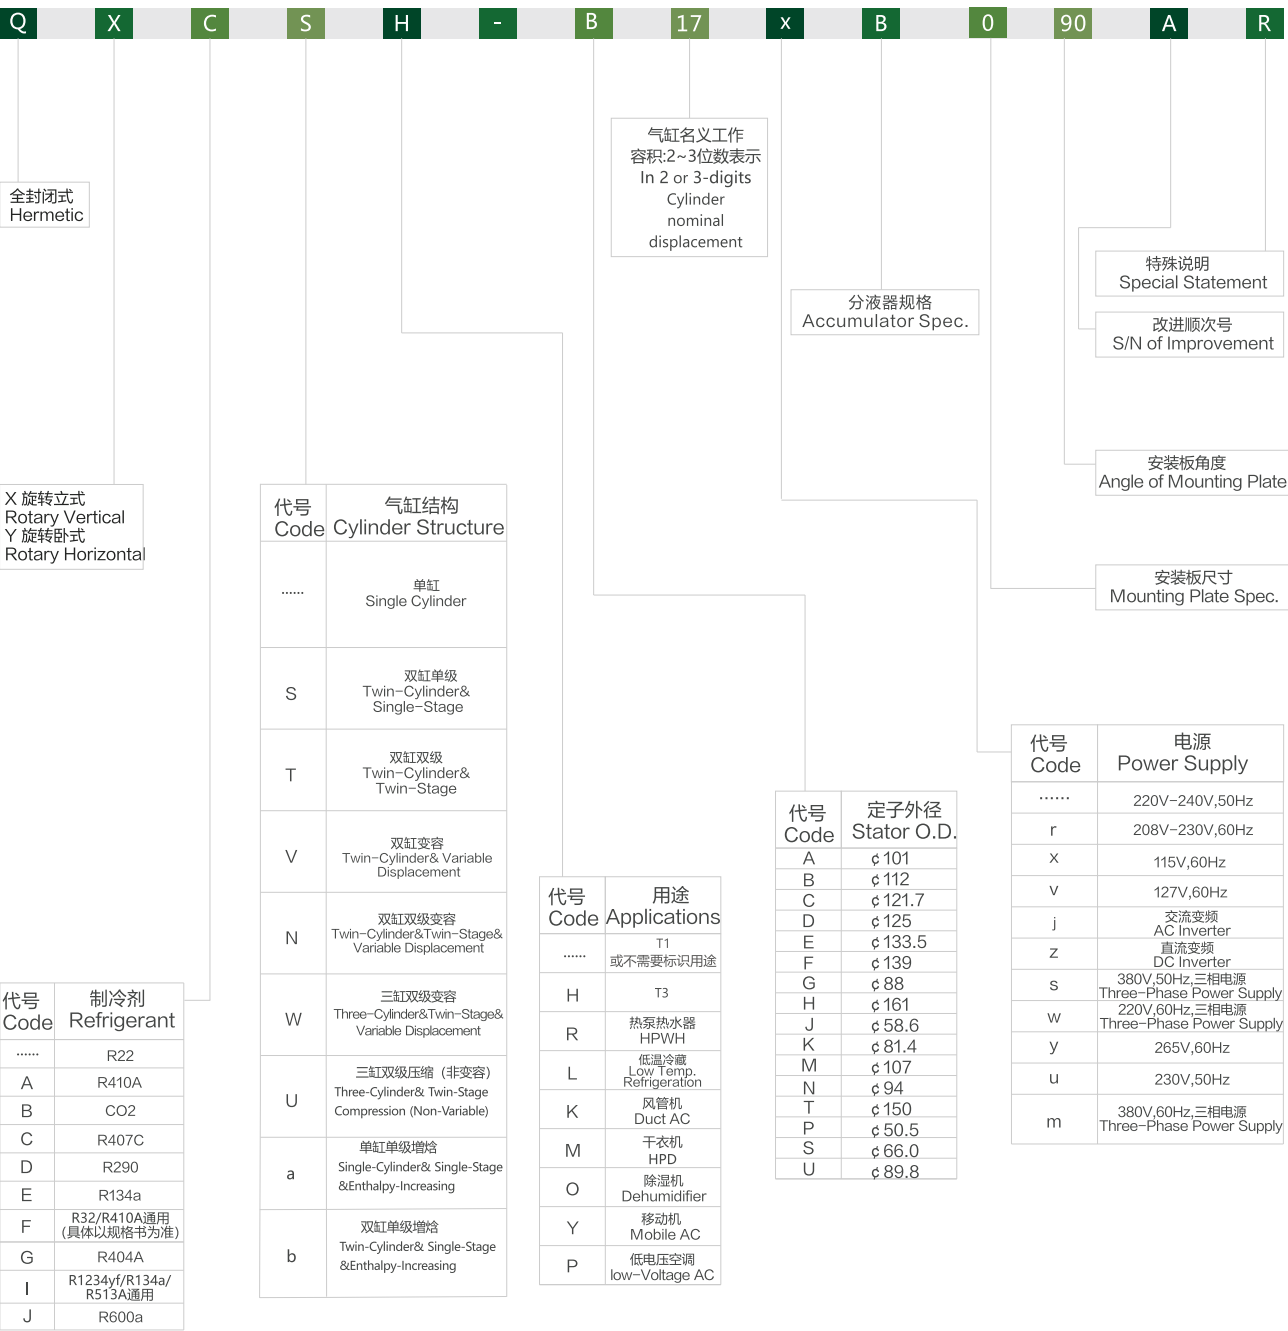 Q X C S H - B 17 x B 0 90 A R
全封闭式
Hermetic
气缸名义工作
容积:2~3位数表示
In 2 or 3-digits
Cylinder
nominal
displacement
分液器规格
Accumulator Spec.
特殊说明
Special Statement
改进顺次号
S/N of Improvement
安装板角度
Angle of Mounting Plate
安装板尺寸
Mounting Plate Spec.
X 旋转立式
Rotary Vertical
Y 旋转卧式
Rotary Horizontal
代号
Code
制冷剂
Refrigerant
······ R22
A R410A
B CO2
C R407C
D R290
E R134a
F R32/R410A通用
(具体以规格书为准)
G R404A
I R1234yf/R134a/
R513A通用
J R600a
代号
Code
气缸结构
Cylinder Structure
······ 单缸
Single Cylinder
S 双缸单级
Twin-Cylinder&
Single-Stage
T 双缸双级
Twin-Cylinder&
Twin-Stage
V 双缸变容
Twin-Cylinder& Variable
Displacement
N 双缸双级变容
Twin-Cylinder&Twin-Stage&
Variable Displacement
W 三缸双级变容
Three-Cylinder&Twin-Stage&
Variable Displacement
U 三缸双级压缩（非变容）
Three-Cylinder& Twin-Stage
Compression (Non-Variable)
a 单缸单级增焓
Single-Cylinder& Single-Stage
&Enthalpy-Increasing
b 双缸单级增焓
Twin-Cylinder& Single-Stage
&Enthalpy-Increasing
代号
Code
用途
Applications
······ T1
或不需要标识用途
H T3
R 热泵热水器
HPWH
L 低温冷藏
Low Temp.
Refrigeration
K 风管机
Duct AC
M 干衣机
HPD
O 除湿机
Dehumidifier
Y 移动机
Mobile AC
P 低电压空调
low-Voltage AC
代号
Code
定子外径
Stator O.D.
A ¢101
B ¢112
C ¢121.7
D ¢125
E ¢133.5
F ¢139
G ¢88
H ¢161
J ¢58.6
K ¢81.4
M ¢107
N ¢94
T ¢150
P ¢50.5
S ¢66.0
U ¢89.8
代号
Code
电源
Power Supply
······ 220V-240V,50Hz
r 208V-230V,60Hz
x 115V,60Hz
v 127V,60Hz
j 交流变频
AC Inverter
z 直流变频
DC Inverter
s 380V,50Hz,三相电源
Three-Phase Power Supply
w 220V,60Hz,三相电源
Three-Phase Power Supply
y 265V,60Hz
u 230V,50Hz
m 380V,60Hz,三相电源
Three-Phase Power Supply